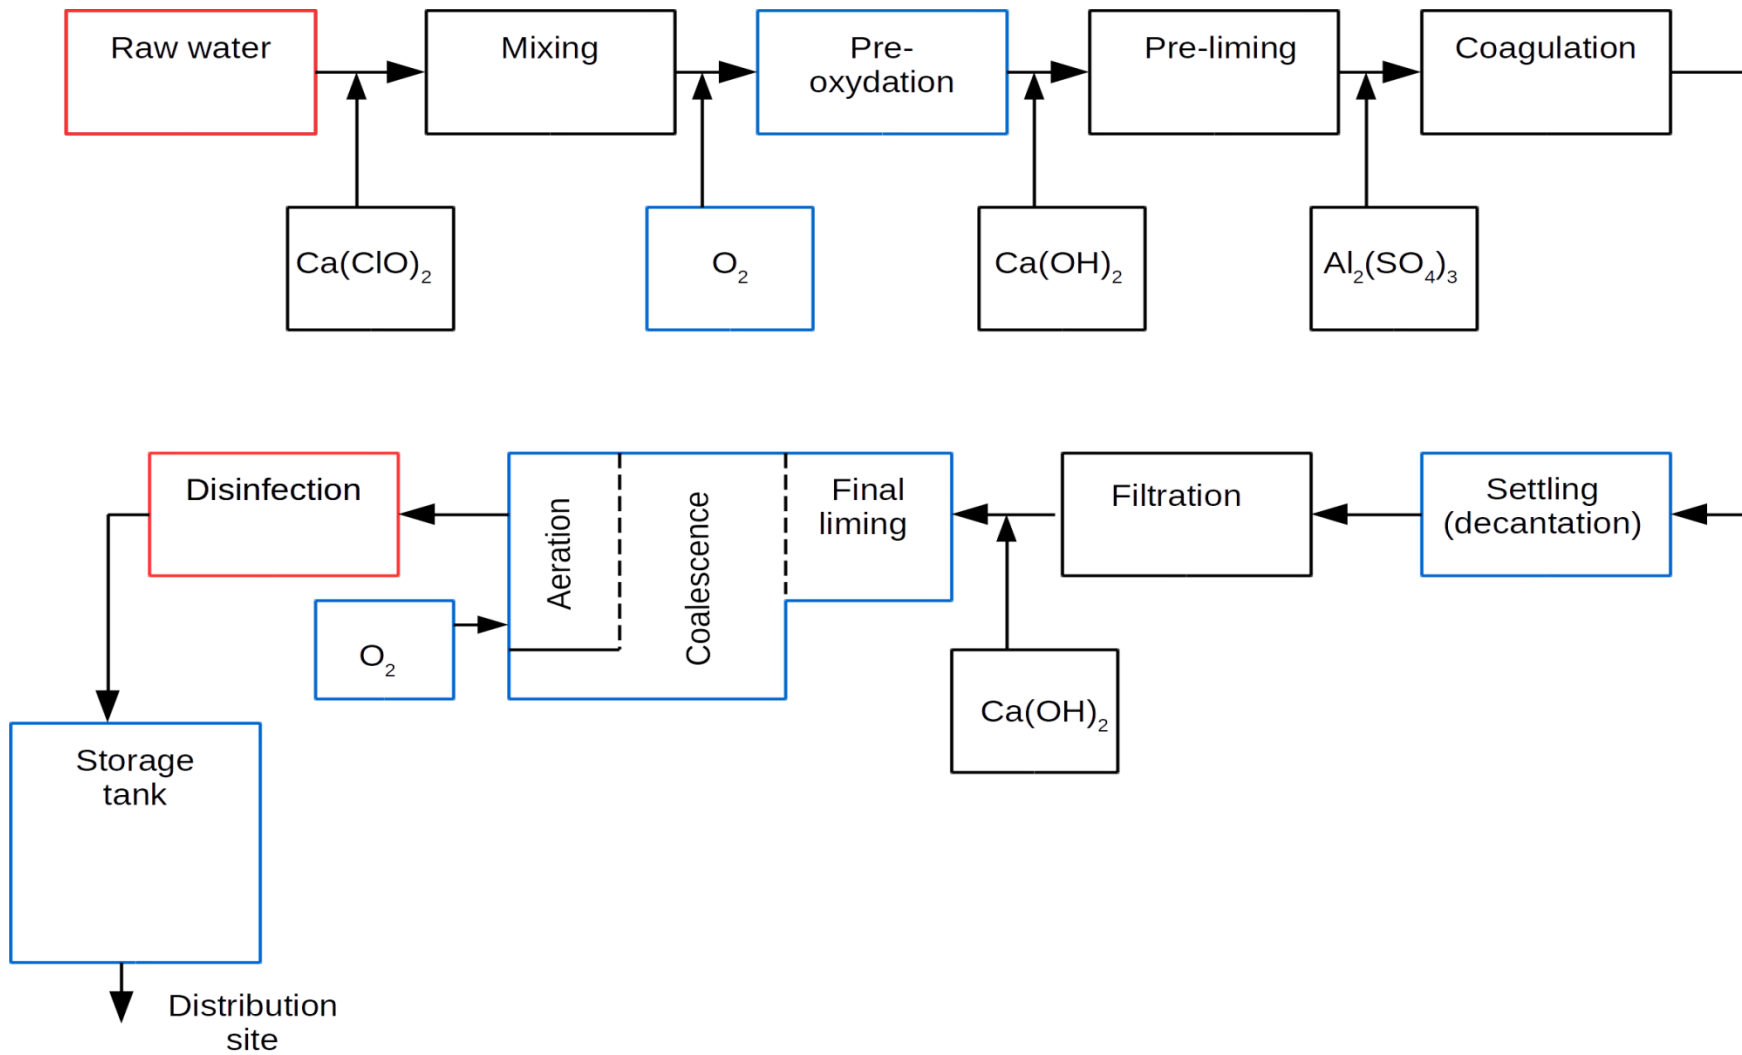 Raw water
Mixing
Pre-
oxydation
Pre-liming
Coagulation
Ca(ClO)₂
O₂
Ca(OH)₂
Al₂(SO₄)₃
Disinfection
Aeration
Coalescence
Final
liming
Filtration
Settling
(decantation)
O₂
Ca(OH)₂
Storage
tank
Distribution
site